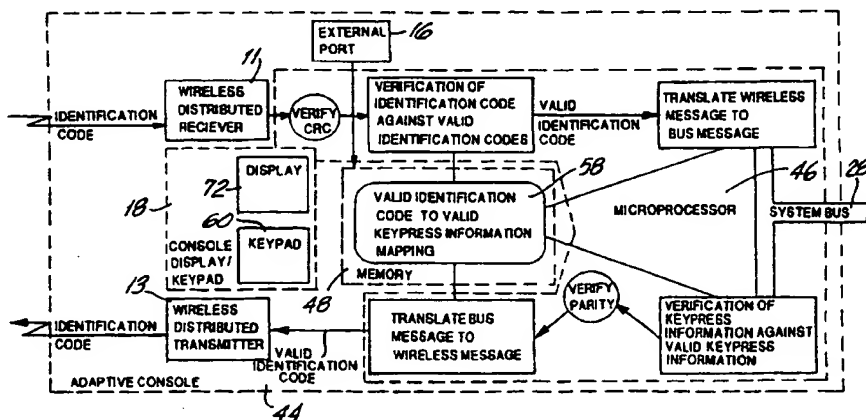 EXTERNAL
PORT
16
11
IDENTIFICATION
CODE
WIRELESS
DISTRIBUTED
RECIEVER
VERIFY
CRC
VERIFICATION OF
IDENTIFICATION CODE
AGAINST VALID
IDENTIFICATION CODES
VALID
IDENTIFICATION
CODE
TRANSLATE WIRELESS
MESSAGE TO
BUS MESSAGE
18
72
DISPLAY
60
KEYPAD
CONSOLE
DISPLAY/
KEYPAD
58
VALID IDENTIFICATION
CODE TO VALID
KEYPRESS INFORMATION
MAPPING
48
MEMORY
46
MICROPROCESSOR
28
SYSTEM BUS
13
IDENTIFICATION
CODE
WIRELESS
DISTRIBUTED
TRANSMITTER
VALID
IDENTIFICATION
CODE
TRANSLATE BUS
MESSAGE TO
WIRELESS MESSAGE
VERIFY
PARITY
VERIFICATION OF
KEYPRESS
INFORMATION AGAINST
VALID KEYPRESS
INFORMATION
ADAPTIVE CONSOLE
44